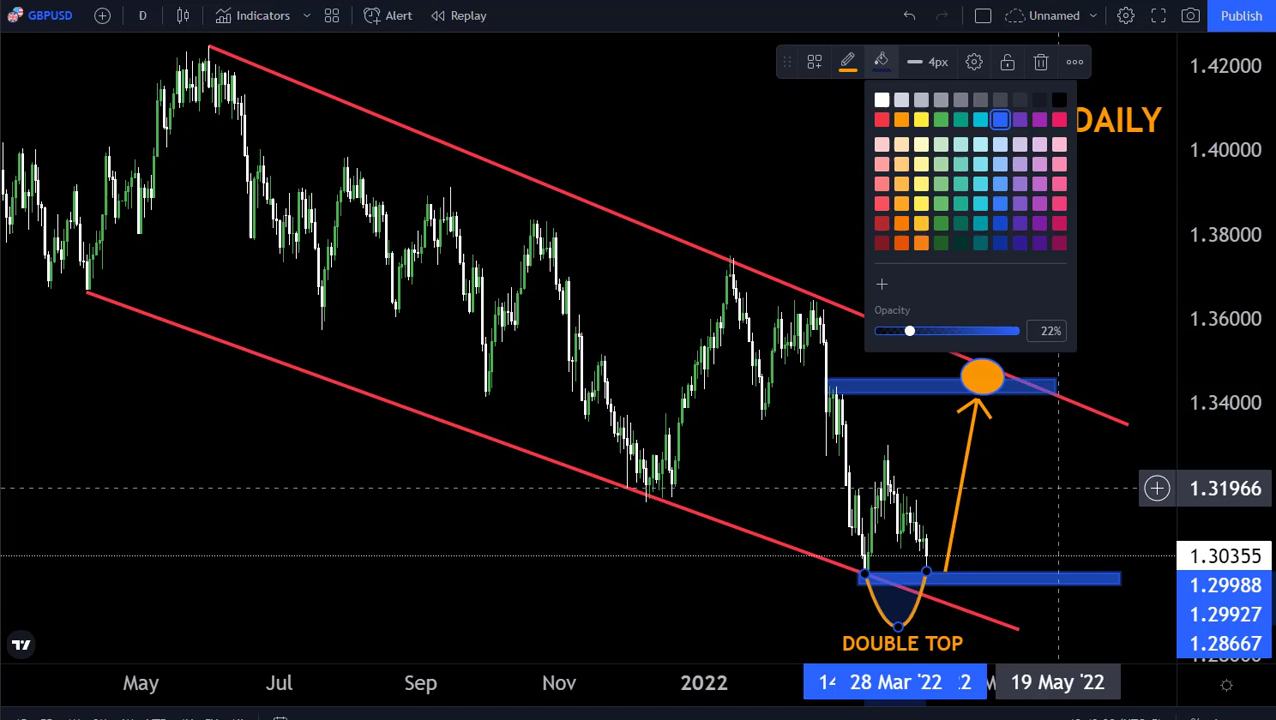 GBPUSD D Indicators Alert Replay Unnamed Publish
4px
DAILY
Opacity
22%
1.42000
1.40000
1.38000
1.36000
1.34000
1.31966
1.30355
1.29988
1.29927
1.28667
DOUBLE TOP
May Jul Sep Nov 2022 14 28 Mar '22 22 19 May '22